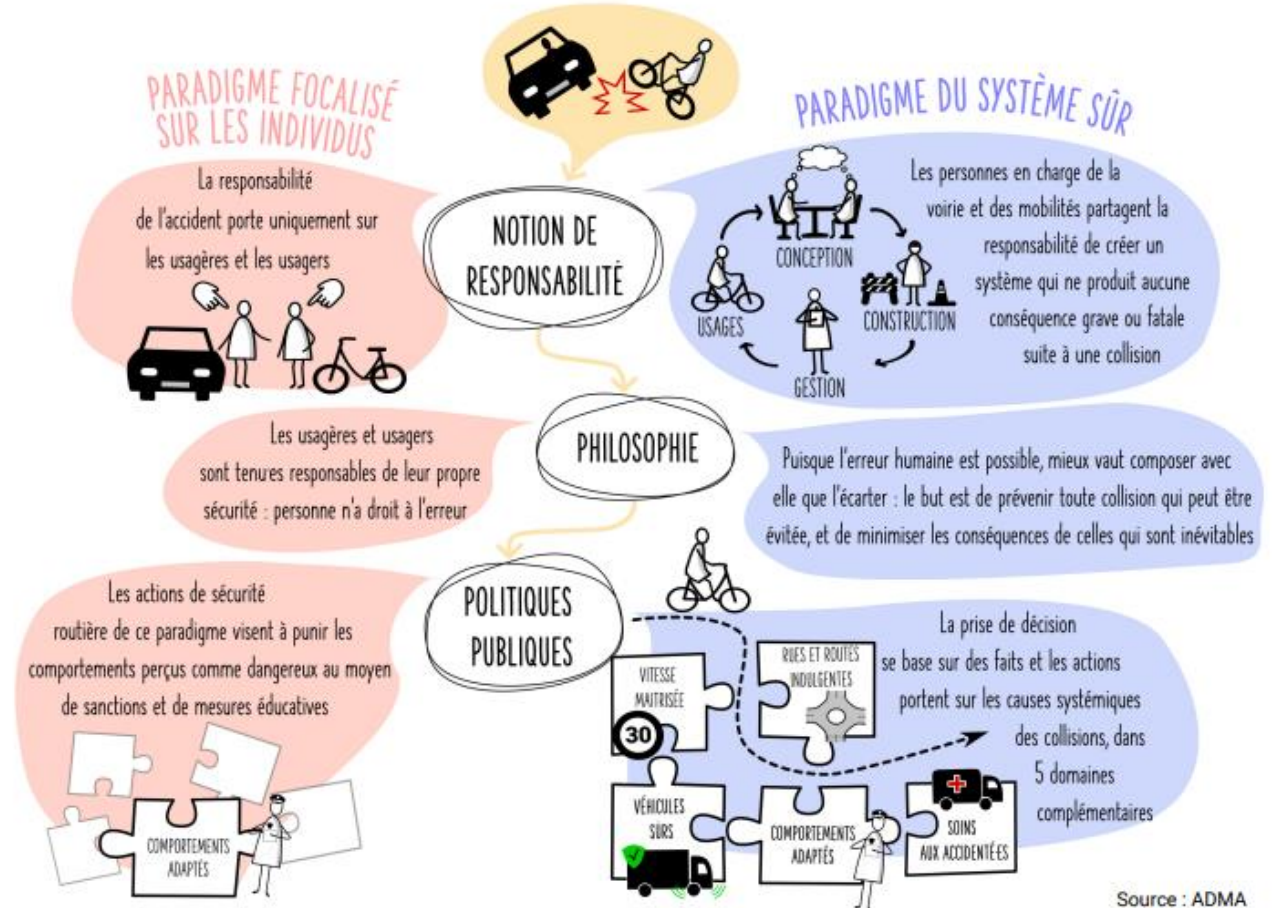 PARADIGME FOCALISÉ
SUR LES INDIVIDUS
PARADIGME DU SYSTÈME SÛR
La responsabilité
de l'accident porte uniquement sur
les usagères et les usagers
NOTION DE
RESPONSABILITÉ
CONCEPTION
CONSTRUCTION
GESTION
USAGES
Les personnes en charge de la
voirie et des mobilités partagent la
responsabilité de créer un
système qui ne produit aucune
conséquence grave ou fatale
suite à une collision
Les usagères et usagers
sont tenu·es responsables de leur propre
sécurité : personne n'a droit à l'erreur
PHILOSOPHIE
Puisque l'erreur humaine est possible, mieux vaut composer avec
elle que l'écarter : le but est de prévenir toute collision qui peut être
évitée, et de minimiser les conséquences de celles qui sont inévitables
Les actions de sécurité
routière de ce paradigme visent à punir les
comportements perçus comme dangereux au moyen
de sanctions et de mesures éducatives
COMPORTEMENTS
ADAPTÉS
POLITIQUES
PUBLIQUES
VITESSE
MAITRISÉE
30
RUES ET ROUTES
INDULGENTES
La prise de décision
se base sur des faits et les actions
portent sur les causes systémiques
des collisions, dans
5 domaines
complémentaires
VÉHICULES
SÛRS
COMPORTEMENTS
ADAPTÉS
SOINS
AUX ACCIDENTÉES
Source : ADMA